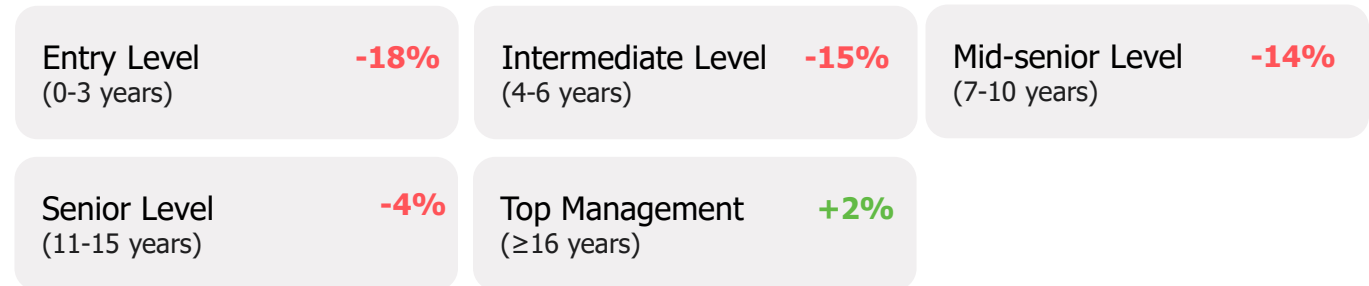 Entry Level -18%
(0-3 years)
Intermediate Level -15%
(4-6 years)
Mid-senior Level -14%
(7-10 years)
Senior Level -4%
(11-15 years)
Top Management +2%
(≥16 years)